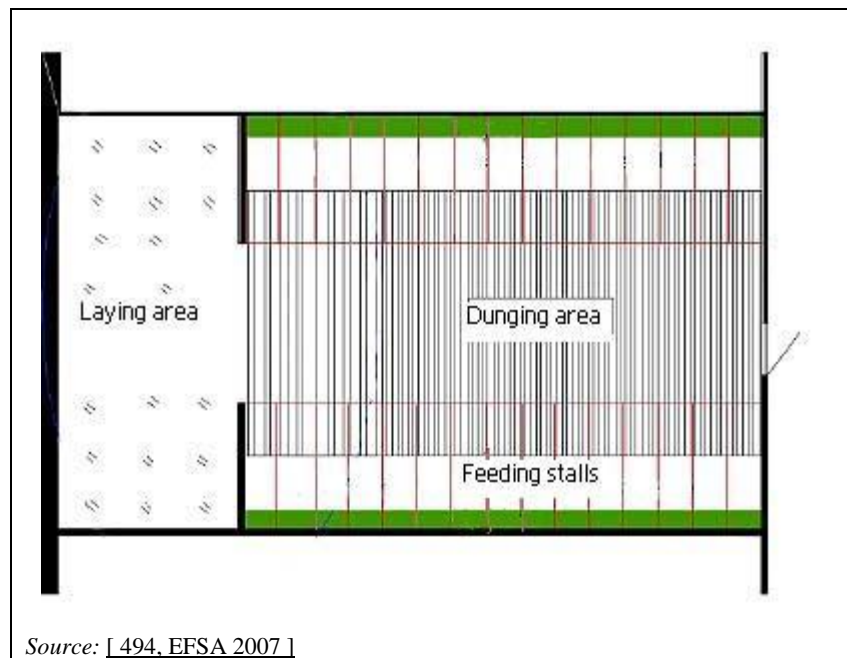 Laying area
Dunging area
Feeding stalls
Source: [ 494, EFSA 2007 ]